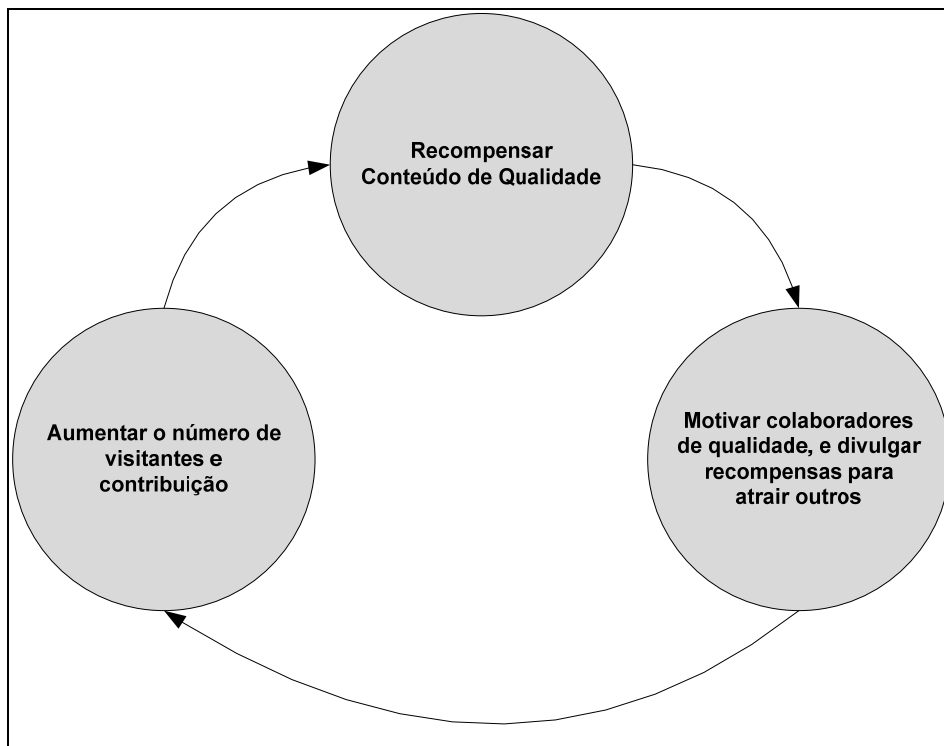 Recompensar
Conteúdo de Qualidade
Motivar colaboradores
de qualidade, e divulgar
recompensas para
atrair outros
Aumentar o número de
visitantes e
contribuição